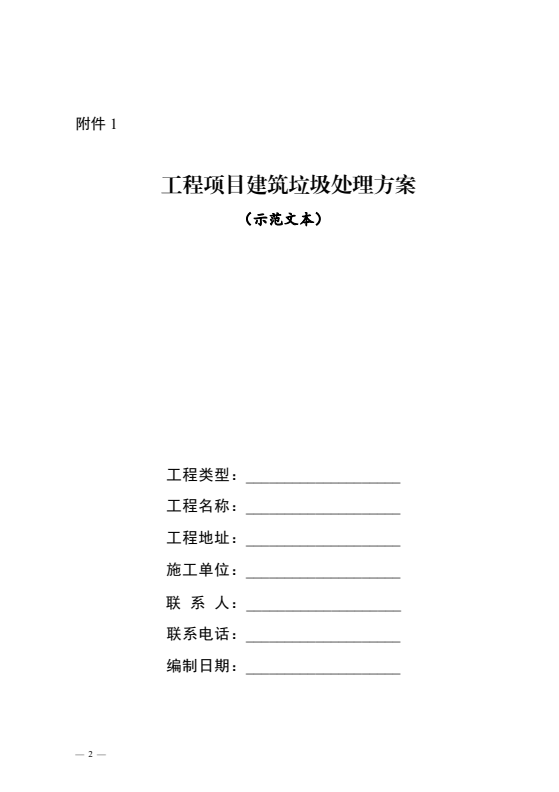 附件 1
工程项目建筑垃圾处理方案
（示范文本）
工程类型：____________________
工程名称：____________________
工程地址：____________________
施工单位：____________________
联 系 人：____________________
联系电话：____________________
编制日期：____________________
— 2 —